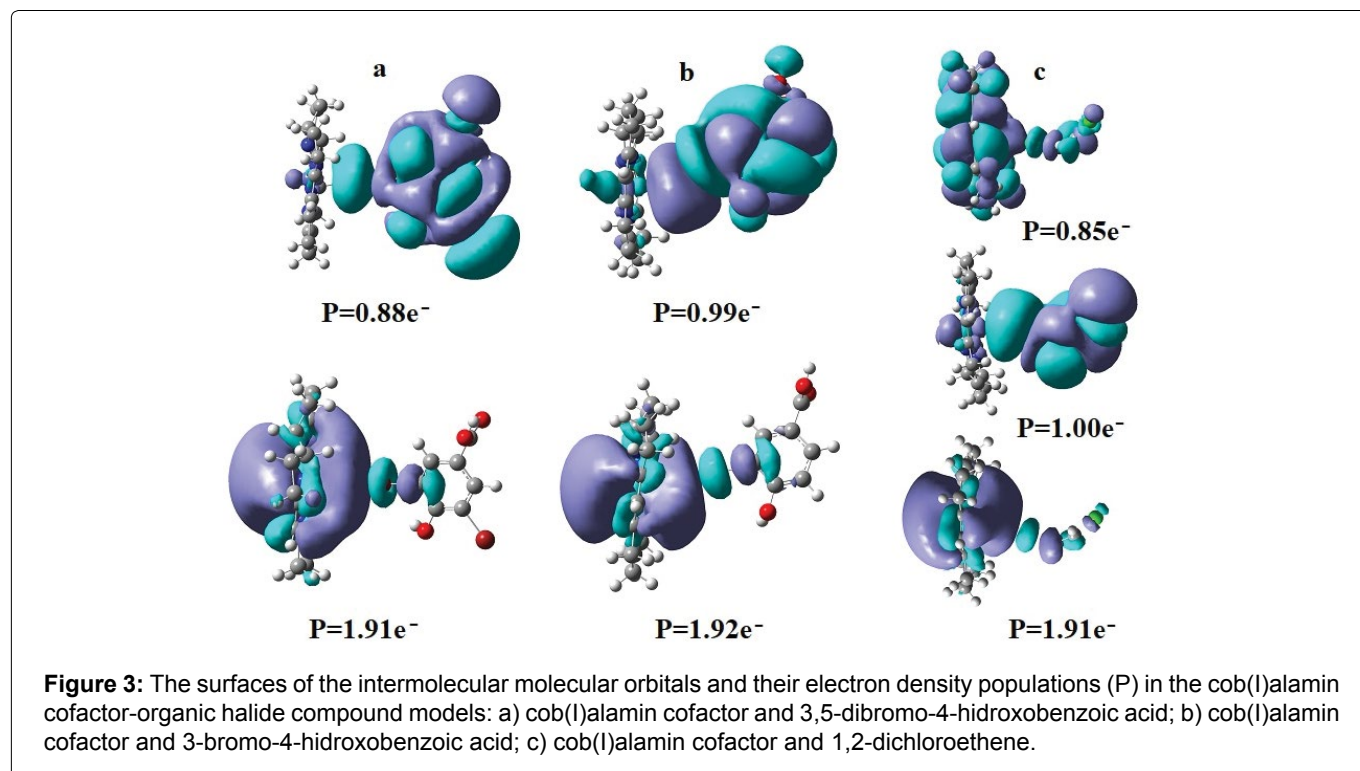 a
b
c
P=0.85e⁻
P=0.88e⁻
P=0.99e⁻
P=1.00e⁻
P=1.91e⁻
P=1.92e⁻
P=1.91e⁻
Figure 3: The surfaces of the intermolecular molecular orbitals and their electron density populations (P) in the cob(I)alamin
cofactor-organic halide compound models: a) cob(I)alamin cofactor and 3,5-dibromo-4-hidroxobenzoic acid; b) cob(I)alamin
cofactor and 3-bromo-4-hidroxobenzoic acid; c) cob(I)alamin cofactor and 1,2-dichloroethene.